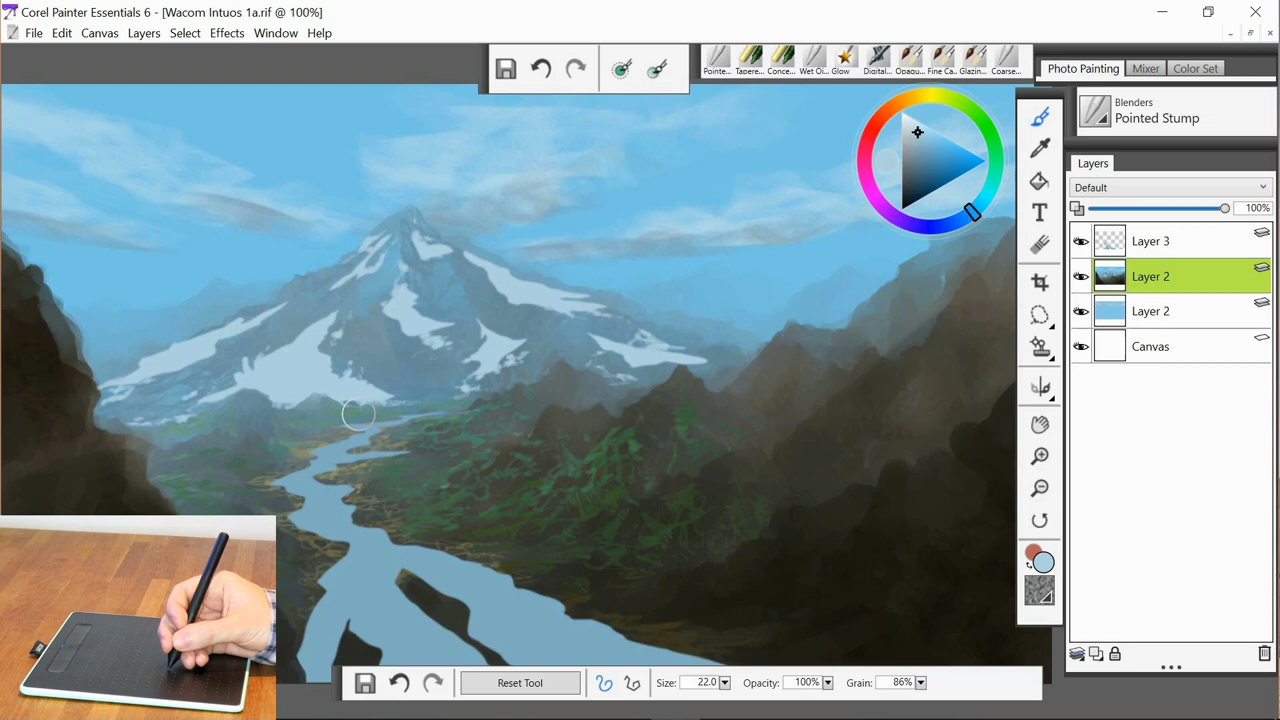 Corel Painter Essentials 6 - [Wacom Intuos 1a.rif @ 100%]
File Edit Canvas Layers Select Effects Window Help
Pointe... Tapere... Conce... Wet Oi... Glow Digital... Opaqu... Fine Ca... Glazin... Coarse...
Photo Painting Mixer Color Set
Blenders
Pointed Stump
Layers
Default
100%
Layer 3
Layer 2
Layer 2
Canvas
T
Reset Tool Size: 22.0 Opacity: 100% Grain: 86%